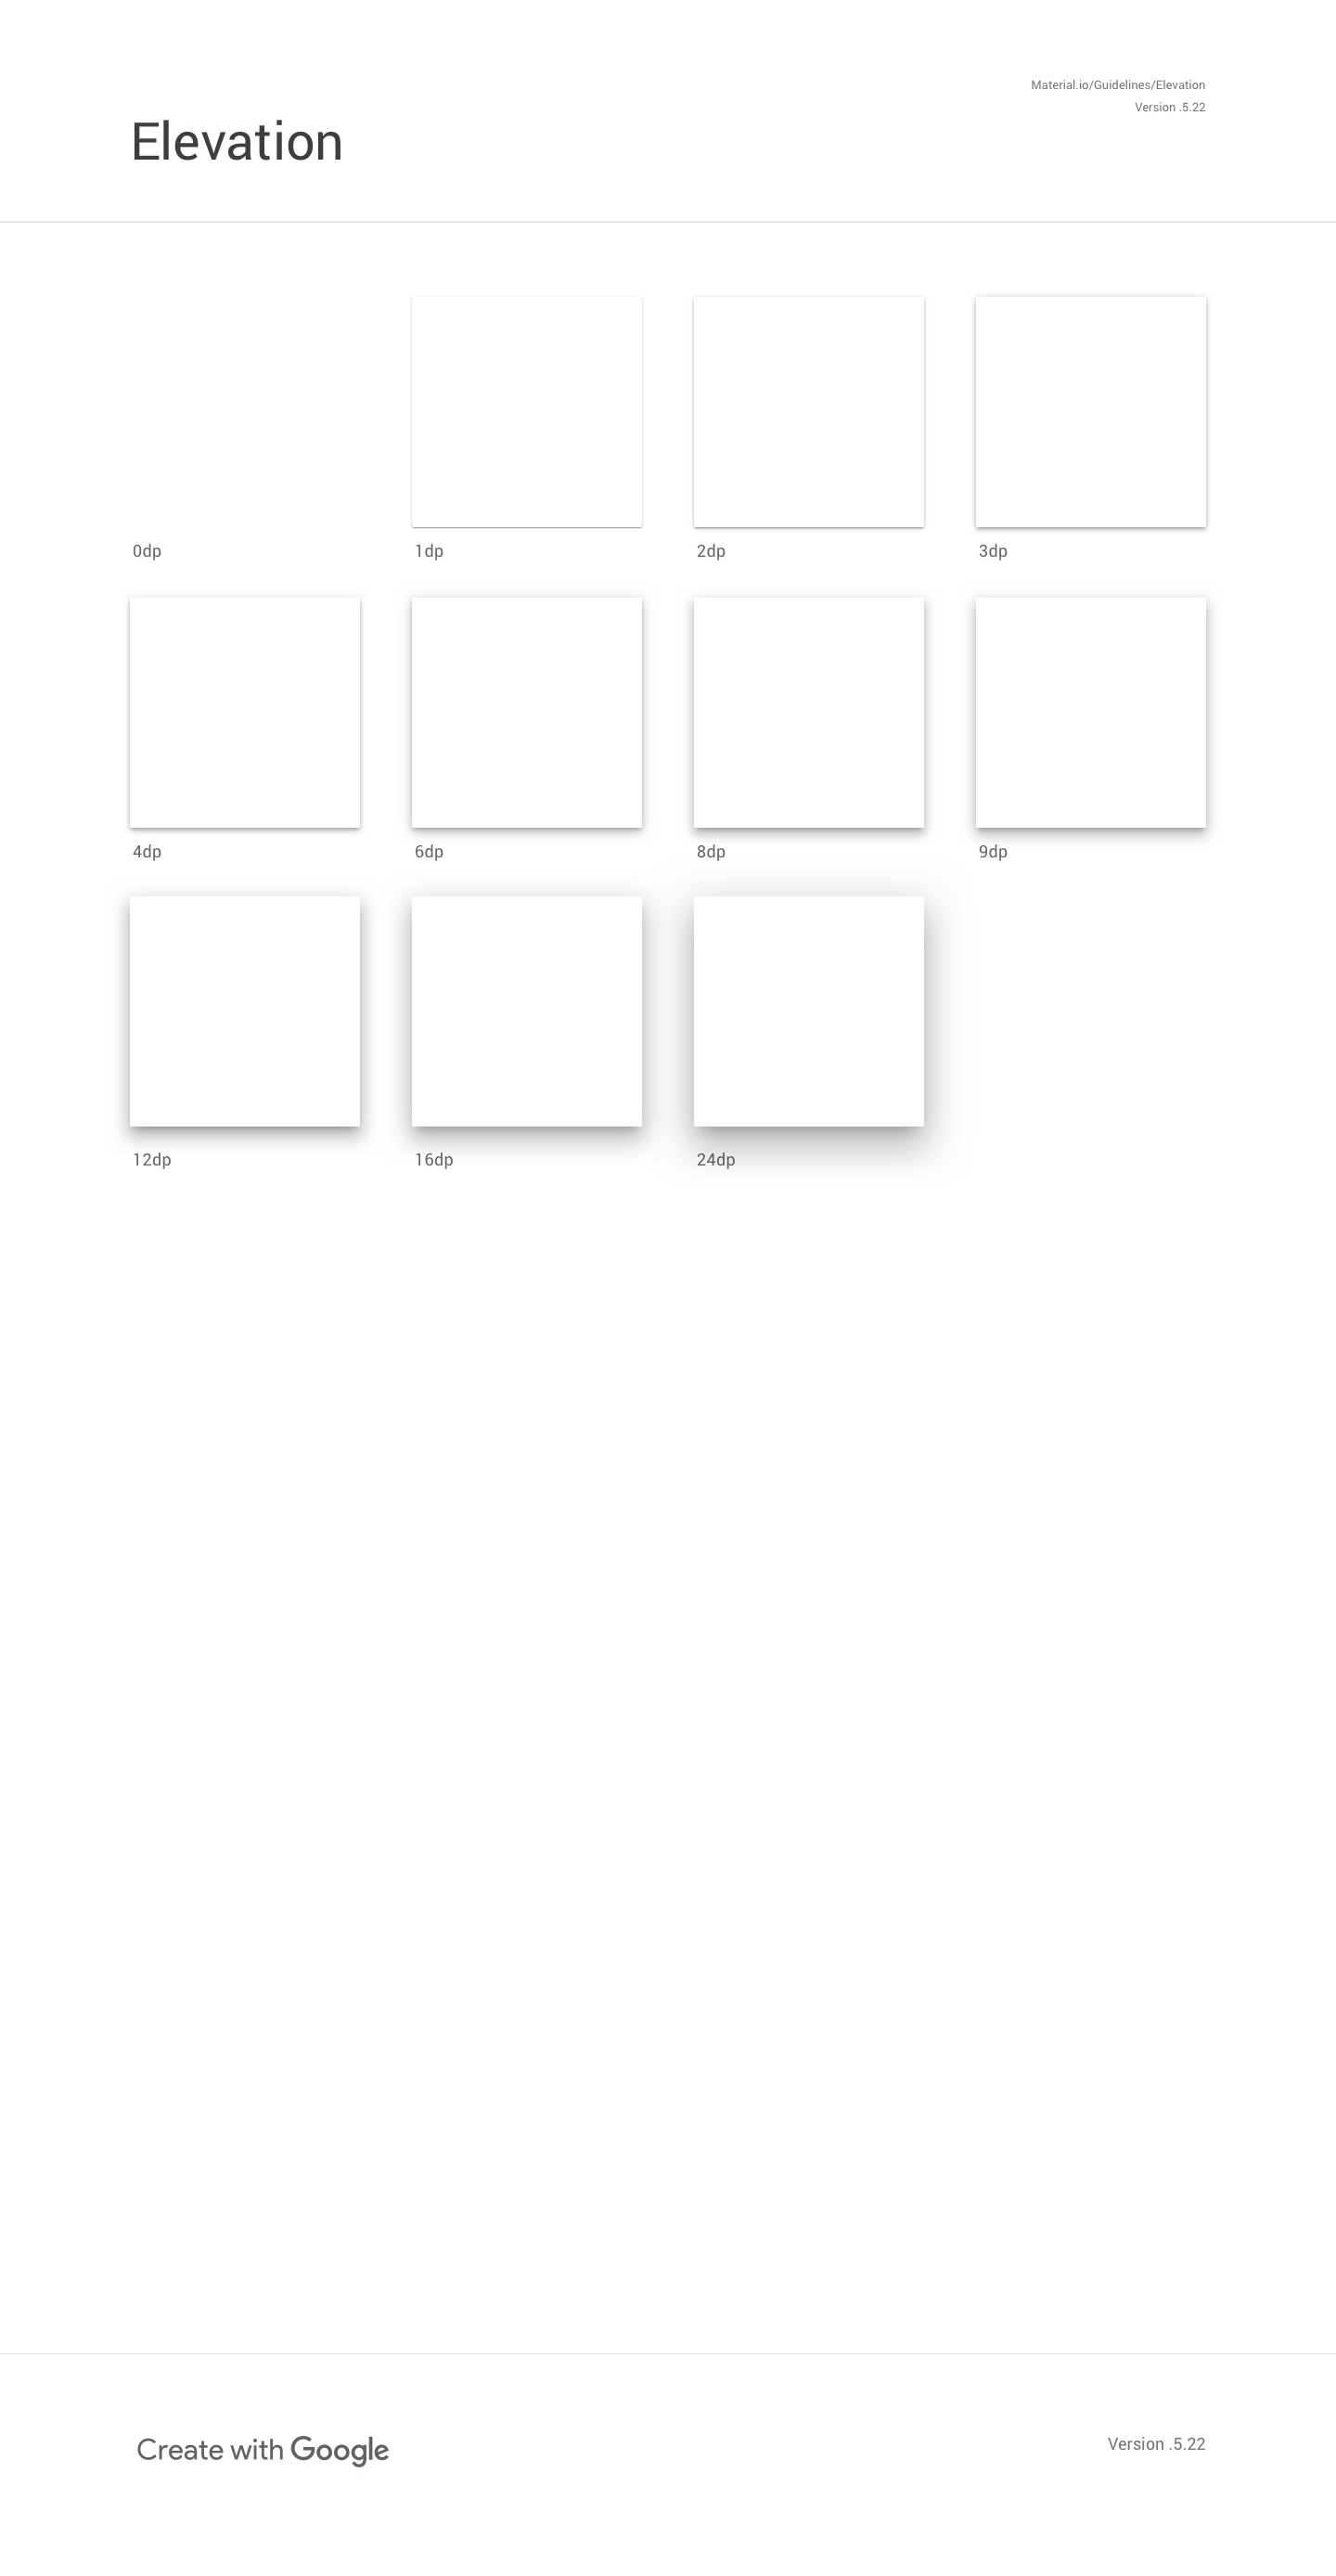 Material.io/Guidelines/Elevation
Version .5.22
Elevation
0dp
1dp
2dp
3dp
4dp
6dp
8dp
9dp
12dp
16dp
24dp
Create with Google
Version .5.22